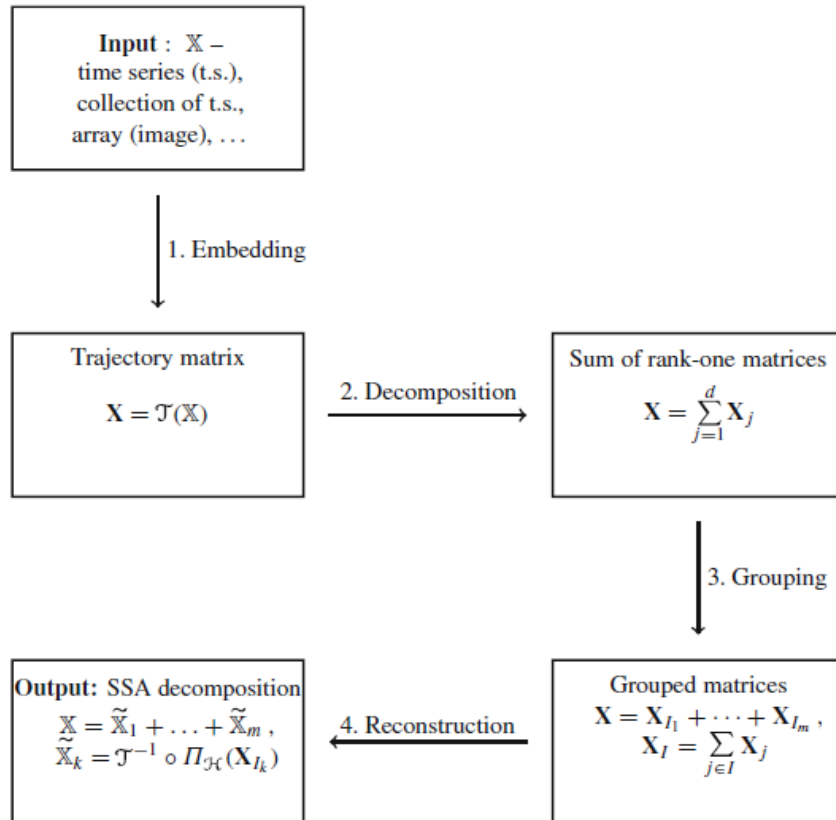 Input : 𝕏 –
time series (t.s.),
collection of t.s.,
array (image), …
1. Embedding
Trajectory matrix
𝐗 = 𝒯(𝕏)
2. Decomposition
Sum of rank-one matrices
𝐗 = ∑_{j=1}^{d} 𝐗_j
3. Grouping
Grouped matrices
𝐗 = 𝐗_{I_1} + ⋯ + 𝐗_{I_m} ,
𝐗_I = ∑_{j∈I} 𝐗_j
4. Reconstruction
Output: SSA decomposition
𝕏 = 𝕏̃_1 + … + 𝕏̃_m ,
𝕏̃_k = 𝒯^{-1} ∘ Π_ℋ(𝐗_{I_k})